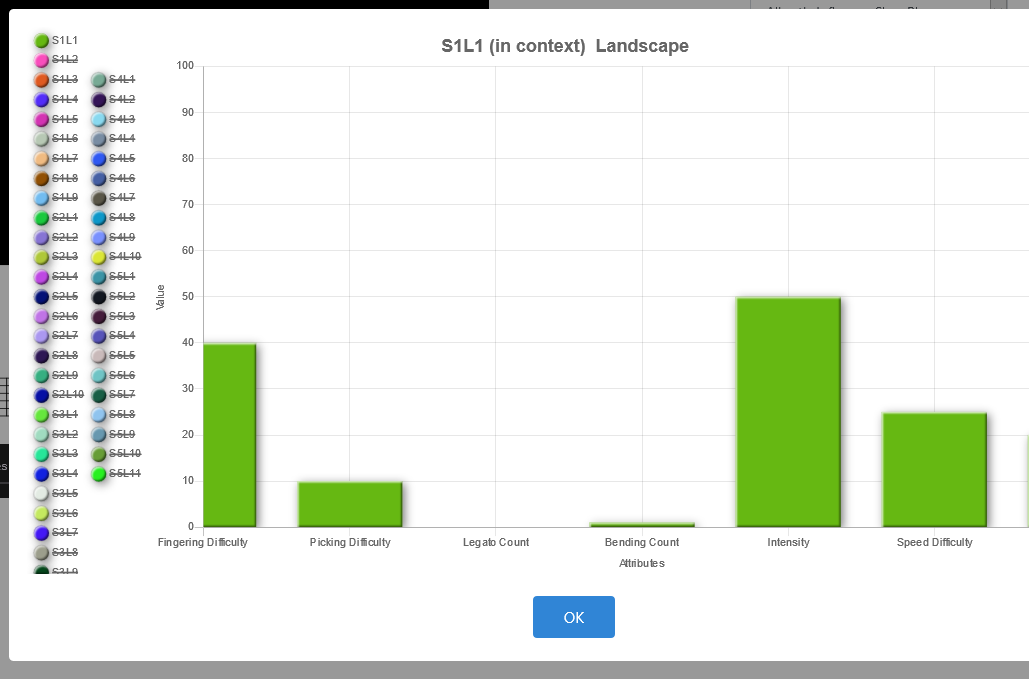 S1L1 (in context)  Landscape
S1L1
S1L2
S1L3
S1L4
S1L5
S1L6
S1L7
S1L8
S1L9
S2L1
S2L2
S2L3
S2L4
S2L5
S2L6
S2L7
S2L8
S2L9
S2L10
S3L1
S3L2
S3L3
S3L4
S3L5
S3L6
S3L7
S3L8
S3L9
S4L1
S4L2
S4L3
S4L4
S4L5
S4L6
S4L7
S4L8
S4L9
S4L10
S5L1
S5L2
S5L3
S5L4
S5L5
S5L6
S5L7
S5L8
S5L9
S5L10
S5L11
Value
100
90
80
70
60
50
40
30
20
10
0
Fingering Difficulty
Picking Difficulty
Legato Count
Bending Count
Intensity
Speed Difficulty
Attributes
OK